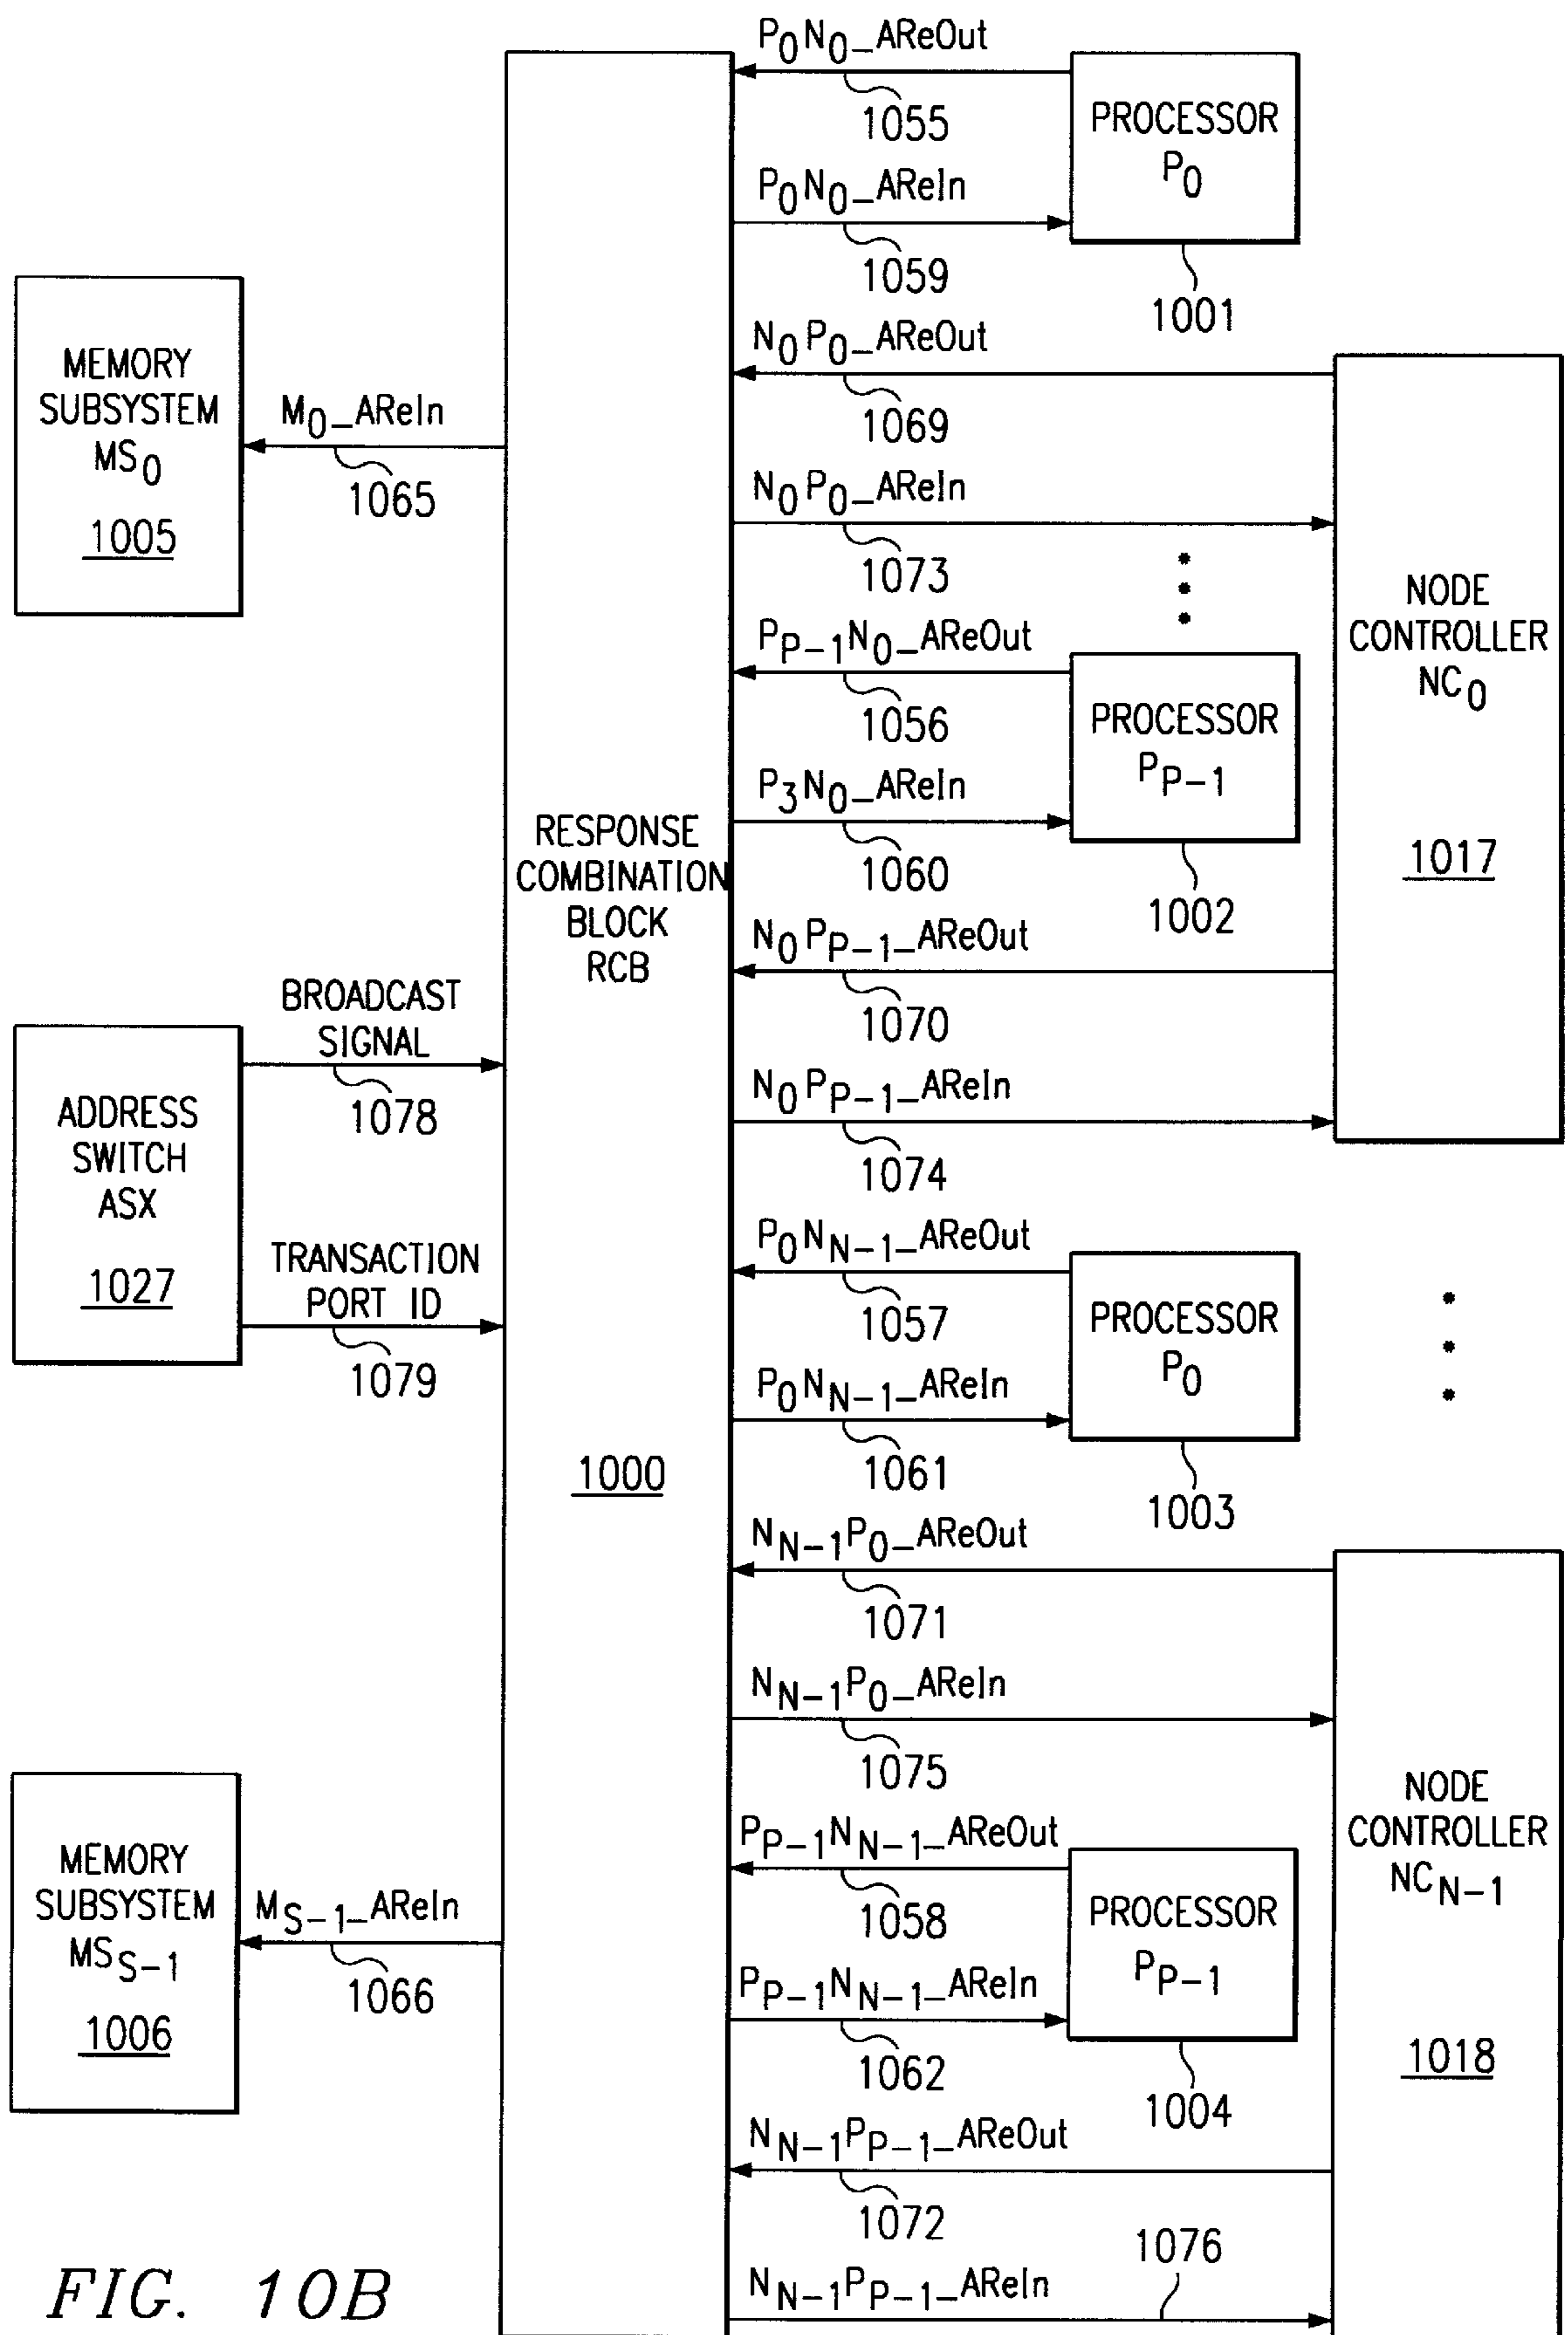 P0N0_AReOut
1055
PROCESSOR
P0
P0N0_AReIn
1059
1001
MEMORY
SUBSYSTEM
MS0
1005
M0_AReIn
1065
N0P0_AReOut
1069
N0P0_AReIn
1073
NODE
CONTROLLER
NC0
1017
PP-1N0_AReOut
1056
PROCESSOR
PP-1
P3N0_AReIn
1060
1002
RESPONSE
COMBINATION
BLOCK
RCB
1000
N0PP-1_AReOut
1070
N0PP-1_AReIn
1074
BROADCAST
SIGNAL
1078
ADDRESS
SWITCH
ASX
1027
TRANSACTION
PORT ID
1079
P0NN-1_AReOut
1057
PROCESSOR
P0
P0NN-1_AReIn
1061
1003
NN-1P0_AReOut
1071
NN-1P0_AReIn
1075
NODE
CONTROLLER
NCN-1
1018
MEMORY
SUBSYSTEM
MSS-1
1006
MS-1_AReIn
1066
PP-1NN-1_AReOut
1058
PROCESSOR
PP-1
PP-1NN-1_AReIn
1062
1004
NN-1PP-1_AReOut
1072
1076
NN-1PP-1_AReIn
FIG. 10B